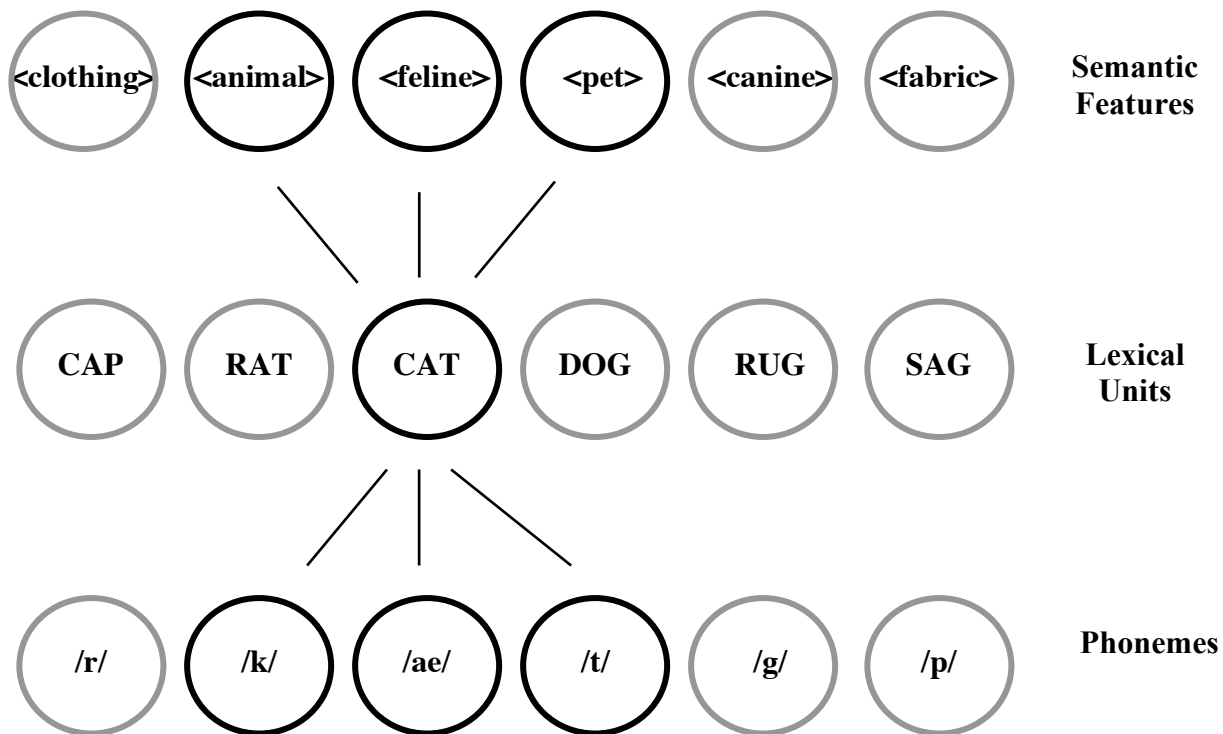 <clothing> <animal> <feline> <pet> <canine> <fabric> Semantic
Features
CAP RAT CAT DOG RUG SAG Lexical
Units
/r/ /k/ /ae/ /t/ /g/ /p/ Phonemes